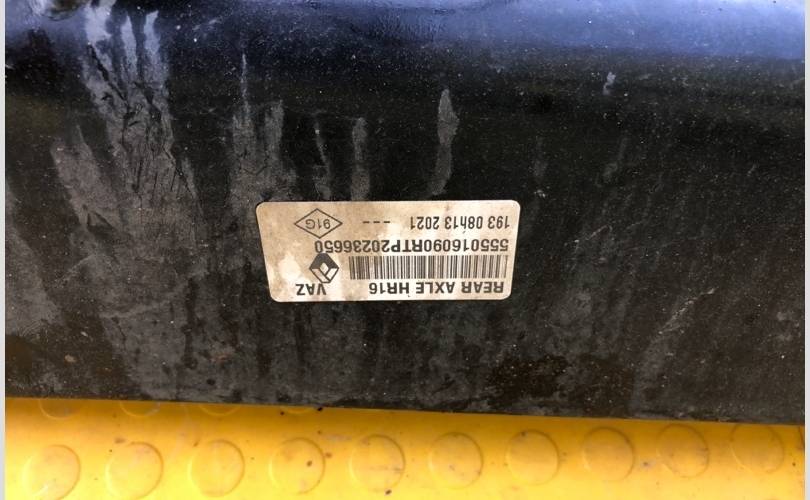 REAR AXLE HR16 VAZ
555016090RTP20236650
193 08h13 2021 --- 91G